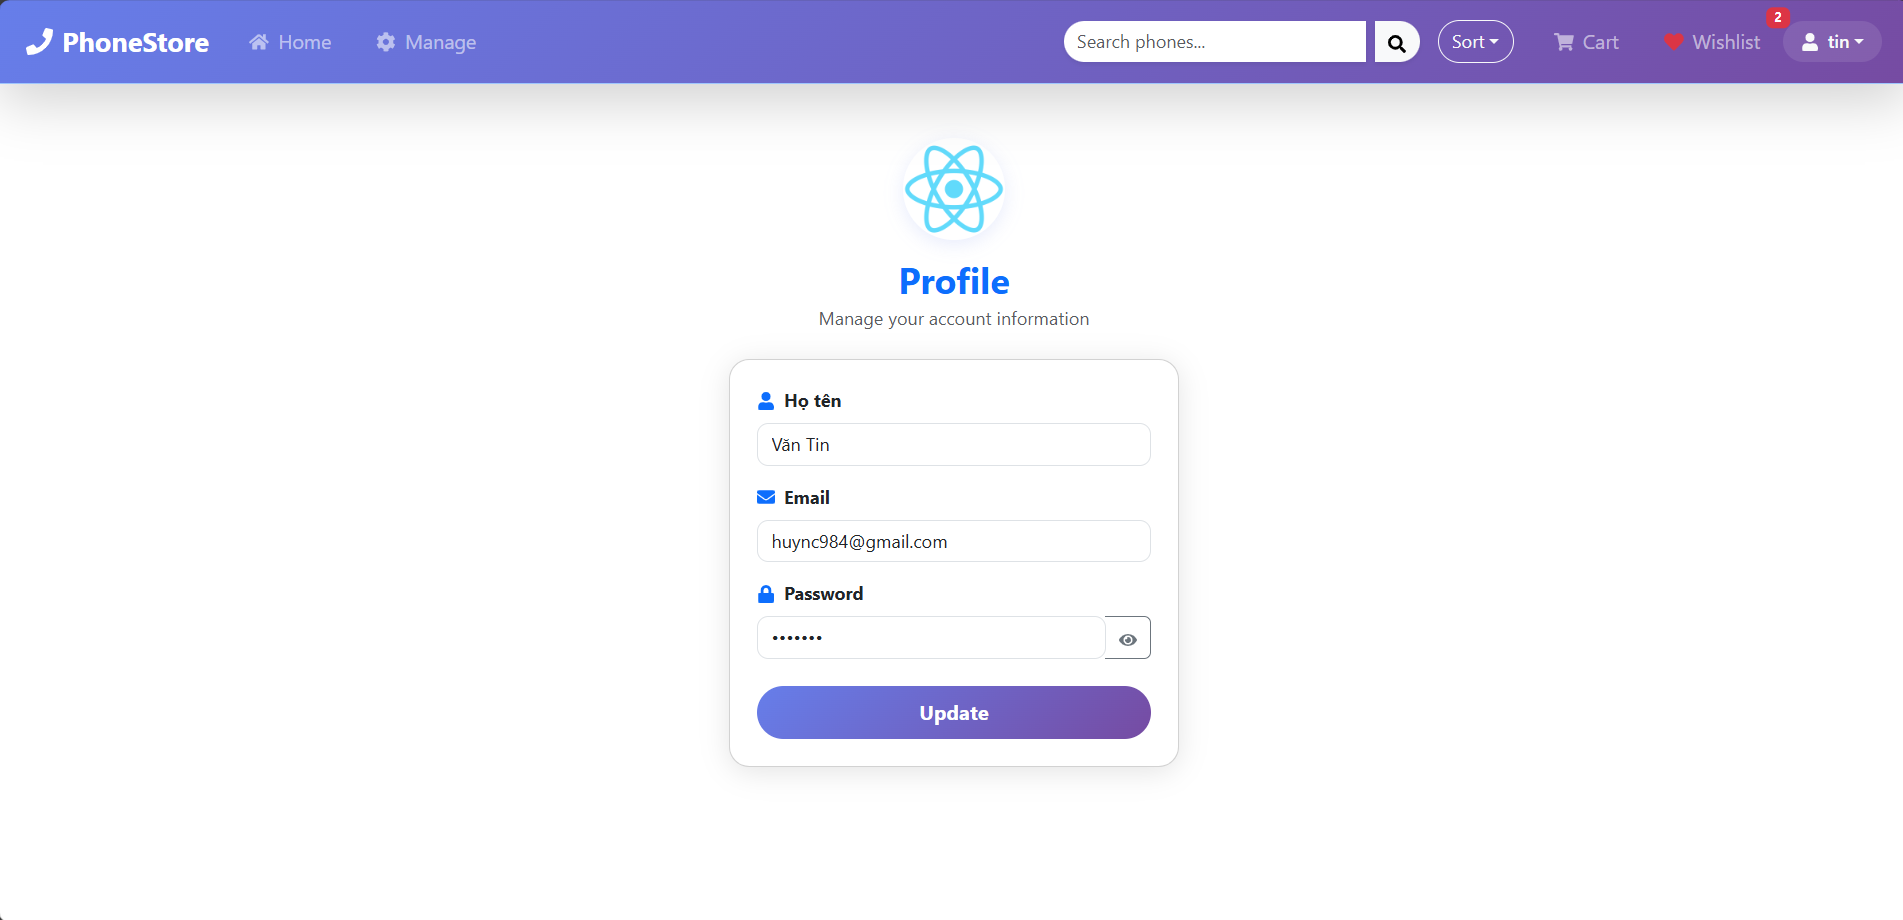 PhoneStore Home Manage Search phones... Sort Cart Wishlist 2 tin
Profile
Manage your account information
Họ tên
Văn Tin
Email
huync984@gmail.com
Password
•••••••
Update